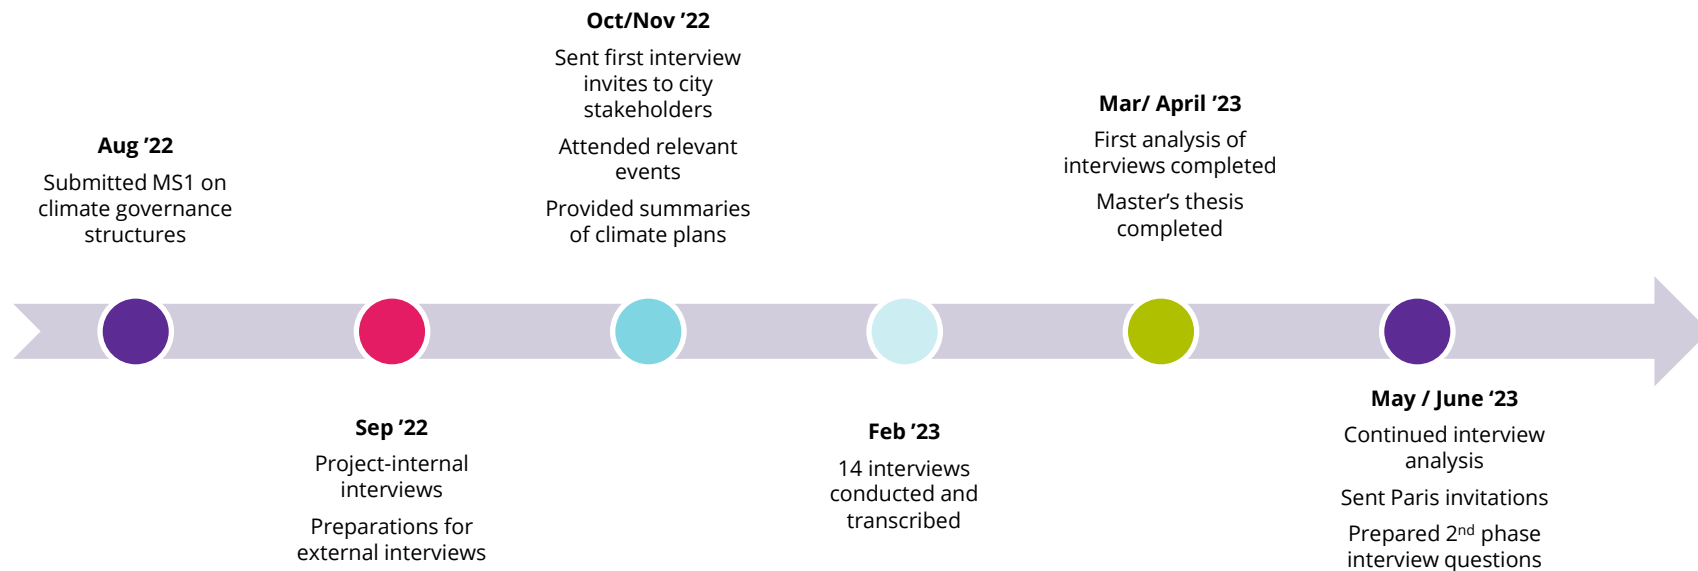 Aug ’22
Submitted MS1 on
climate governance
structures
Sep ’22
Project-internal
interviews
Preparations for
external interviews
Oct/Nov ’22
Sent first interview
invites to city
stakeholders
Attended relevant
events
Provided summaries
of climate plans
Feb ’23
14 interviews
conducted and
transcribed
Mar/ April ’23
First analysis of
interviews completed
Master’s thesis
completed
May / June ‘23
Continued interview
analysis
Sent Paris invitations
Prepared 2nd phase
interview questions